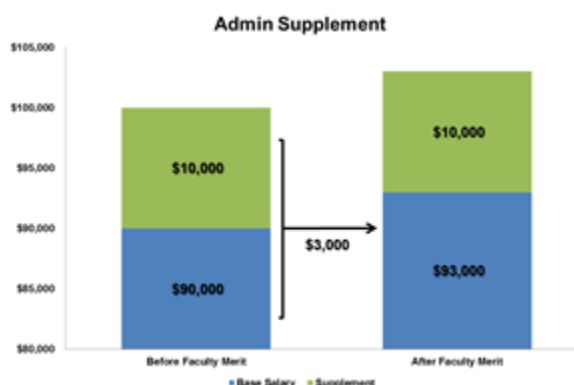 Admin Supplement
$105,000
$100,000
$95,000
$90,000
$85,000
$80,000
$10,000
$90,000
$3,000
$10,000
$93,000
Before Faculty Merit
After Faculty Merit
Base Salary
Supplement